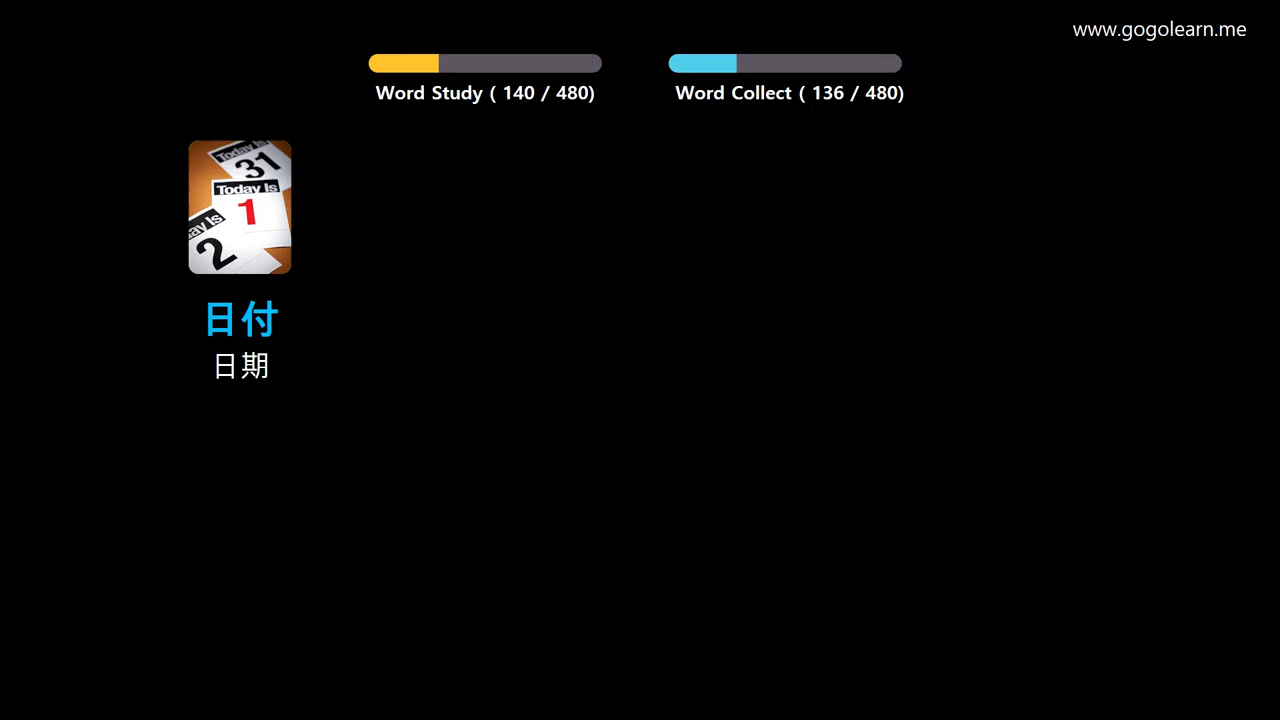 www.gogolearn.me
Word Study ( 140 / 480)
Word Collect ( 136 / 480)
Today Is
31
Today Is
1
ay Is
2
日付
日期